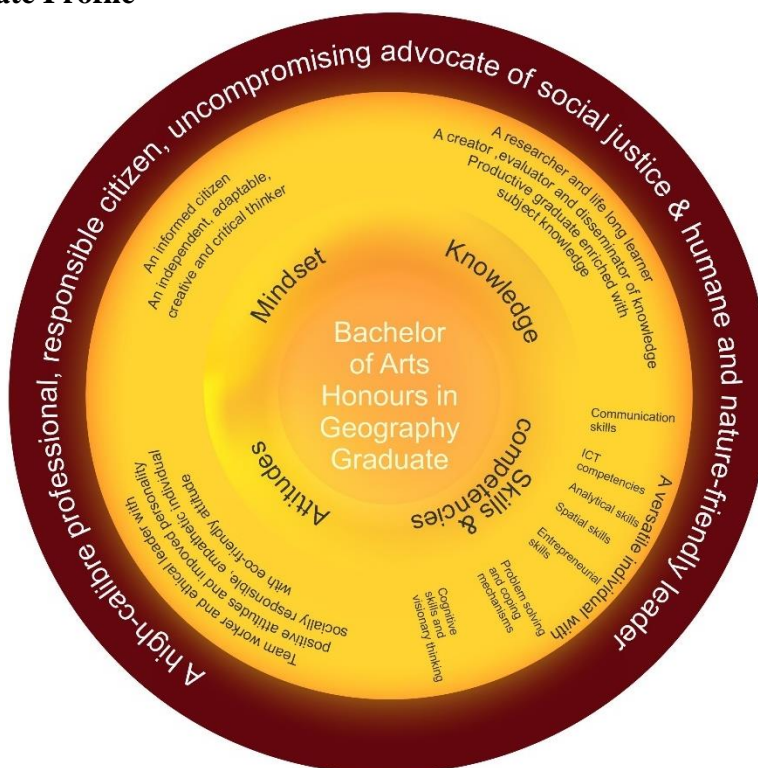 ate Profile
A high-calibre professional, responsible citizen, uncompromising advocate of social justice & humane and nature-friendly leader
An informed citizen
An independent, adaptable,
creative and critical thinker
Mindset
A researcher and life long learner
A creator ,evaluator and disseminator of knowledge
Productive graduate enriched with
subject knowledge
Knowledge
Bachelor
of Arts
Honours in
Geography
Graduate
Skills &
competencies
A versatile individual with
Communication
skills
ICT
competencies
Analytical skills
Spatial skills
Entrepreneurial
skills
Problem solving
and coping
mechanisms
Cognitive
skills and
visionary thinking
Attitudes
Team worker and ethical leader with
positive attitudes and improved personality
socially responsible, empathetic individual
with eco-friendly attitude